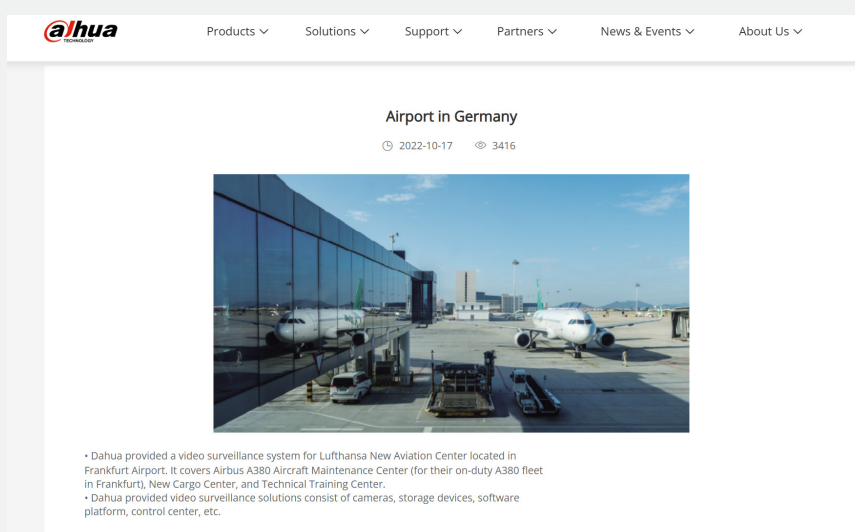 alhua
TECHNOLOGY
Products Solutions Support Partners News & Events About Us
Airport in Germany
2022-10-17 3416
• Dahua provided a video surveillance system for Lufthansa New Aviation Center located in
Frankfurt Airport. It covers Airbus A380 Aircraft Maintenance Center (for their on-duty A380 fleet
in Frankfurt), New Cargo Center, and Technical Training Center.
• Dahua provided video surveillance solutions consist of cameras, storage devices, software
platform, control center, etc.